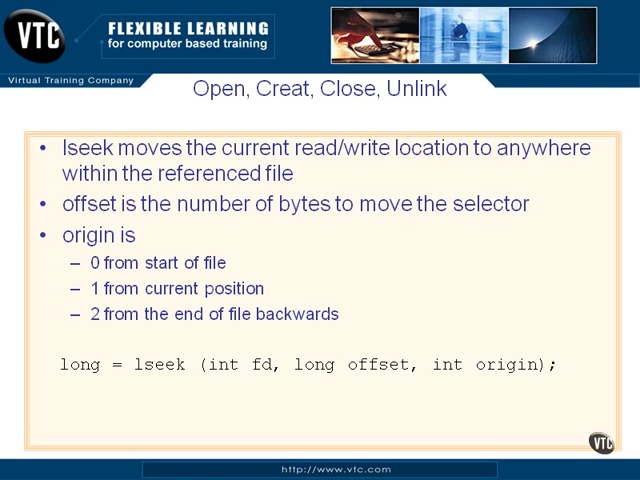 VTC
FLEXIBLE LEARNING
for computer based training
Virtual Training Company
Open, Creat, Close, Unlink
• lseek moves the current read/write location to anywhere
within the referenced file
• offset is the number of bytes to move the selector
• origin is
– 0 from start of file
– 1 from current position
– 2 from the end of file backwards
long = lseek (int fd, long offset, int origin);
VTC
http://www.vtc.com